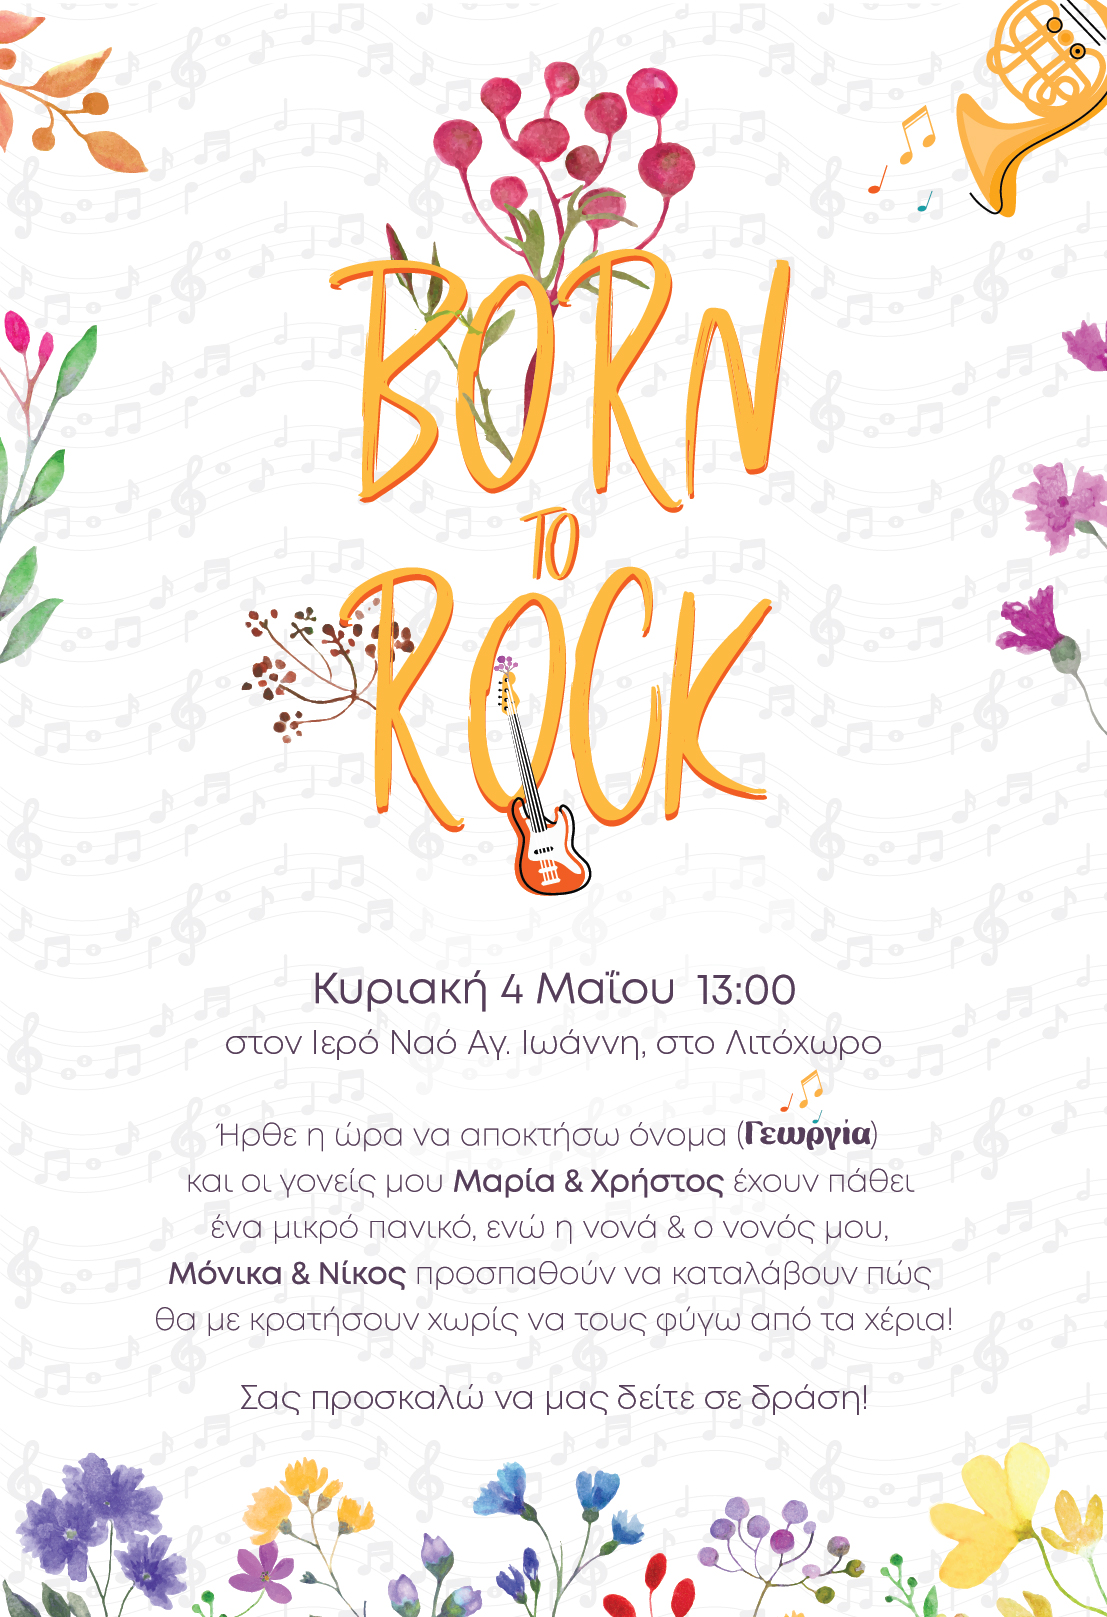 BORN
TO
ROCK
Κυριακή 4 Μαΐου 13:00
στον Ιερό Ναό Αγ. Ιωάννη, στο Λιτόχωρο
Ήρθε η ώρα να αποκτήσω όνομα (Γεωργία)
και οι γονείς μου Μαρία & Χρήστος έχουν πάθει
ένα μικρό πανικό, ενώ η νονά & ο νονός μου,
Μόνικα & Νίκος προσπαθούν να καταλάβουν πώς
θα με κρατήσουν χωρίς να τους φύγω από τα χέρια!
Σας προσκαλώ να μας δείτε σε δράση!